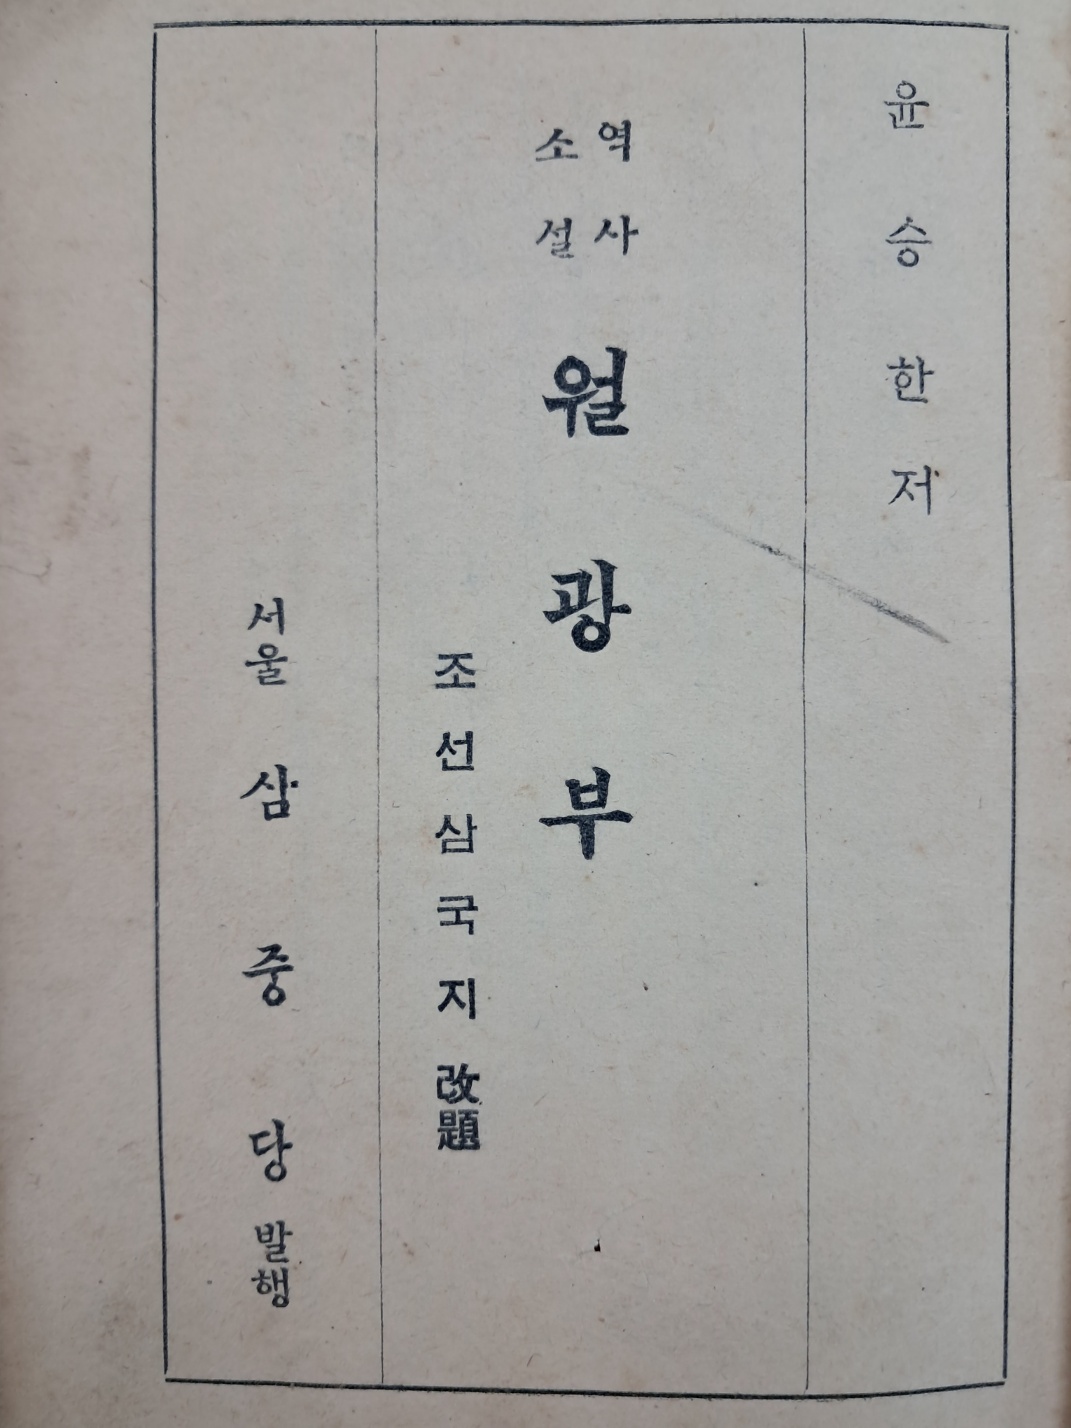 윤승한 저
역사
소설
월광부
조선삼국지 改題
서울 삼중당 발행